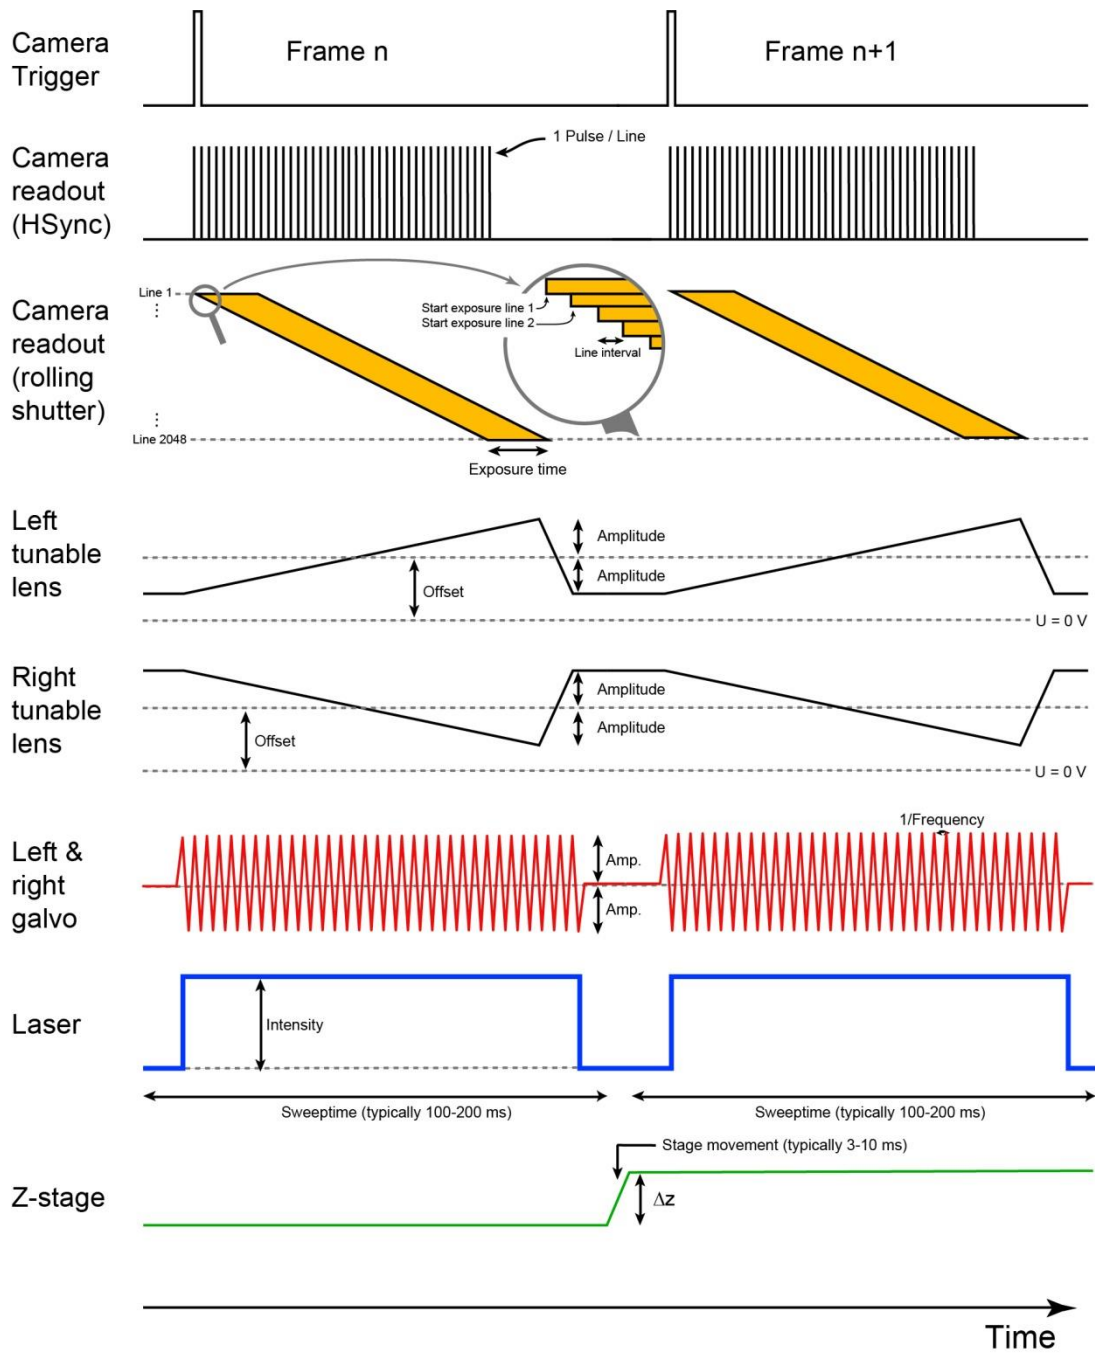 Camera
Trigger
Frame n
Frame n+1
Camera
readout
(HSync)
1 Pulse / Line
Camera
readout
(rolling
shutter)
Line 1
⋮
⋮
Line 2048
Start exposure line 1
Start exposure line 2
Line interval
Exposure time
Left
tunable
lens
Amplitude
Amplitude
Offset
U = 0 V
Right
tunable
lens
Amplitude
Amplitude
Offset
U = 0 V
Left &
right
galvo
1/Frequency
Amp.
Amp.
Laser
Intensity
Sweeptime (typically 100-200 ms)
Sweeptime (typically 100-200 ms)
Stage movement (typically 3-10 ms)
Z-stage
Δz
Time